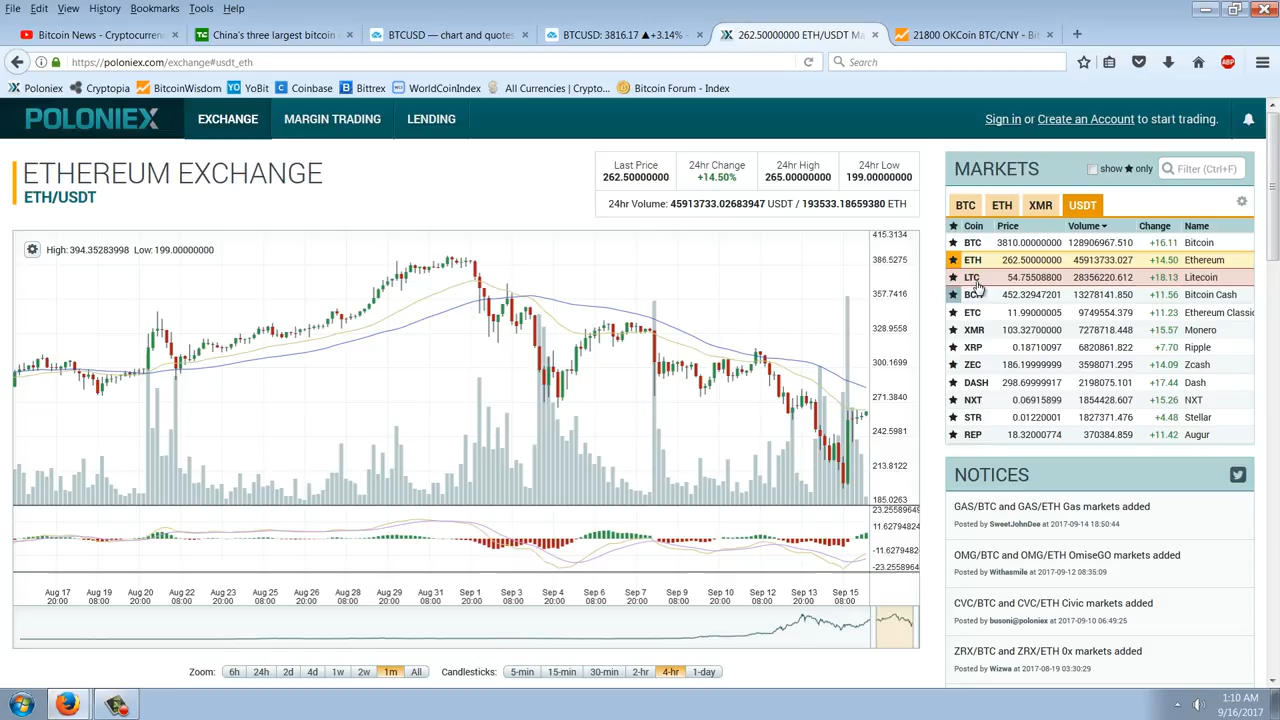 File Edit View History Bookmarks Tools Help
Bitcoin News - Cryptocurren
China's three largest bitcoin e
BTCUSD — chart and quotes
BTCUSD: 3816.17 ▲+3.14%
262.50000000 ETH/USDT Ma
21800 OKCoin BTC/CNY - Bi
https://poloniex.com/exchange#usdt_eth
Search
ABP
Poloniex Cryptopia BitcoinWisdom YoBit Coinbase Bittrex WorldCoinIndex All Currencies | Crypto... Bitcoin Forum - Index
POLONIEX EXCHANGE MARGIN TRADING LENDING
Sign in or Create an Account to start trading.
ETHEREUM EXCHANGE
ETH/USDT
Last Price 24hr Change 24hr High 24hr Low
262.50000000 +14.50% 265.00000000 199.00000000
24hr Volume: 45913733.02683947 USDT / 193533.18659380 ETH
High: 394.35283998 Low: 199.00000000
415.3134
386.5275
357.7416
328.9558
300.1699
271.3840
242.5981
213.8122
185.0263
23.2558964
11.62794824
-11.6279482
-23.2558964
Aug 17 20:00
Aug 19 08:00
Aug 20 20:00
Aug 22 08:00
Aug 23 20:00
Aug 25 08:00
Aug 26 20:00
Aug 28 08:00
Aug 29 20:00
Aug 31 08:00
Sep 1 20:00
Sep 3 08:00
Sep 4 20:00
Sep 6 08:00
Sep 7 20:00
Sep 9 08:00
Sep 10 20:00
Sep 12 08:00
Sep 13 20:00
Sep 15 08:00
Zoom: 6h 24h 2d 4d 1w 2w 1m All
Candlesticks: 5-min 15-min 30-min 2-hr 4-hr 1-day
MARKETS
show ★ only
Filter (Ctrl+F)
BTC ETH XMR USDT
Coin Price Volume Change Name
BTC 3810.00000000 128906967.510 +16.11 Bitcoin
ETH 262.50000000 45913733.027 +14.50 Ethereum
LTC 54.75508800 28356220.612 +18.13 Litecoin
452.32947201 13278141.850 +11.56 Bitcoin Cash
ETC 11.99000005 9749554.379 +11.23 Ethereum Classic
XMR 103.32700000 7278718.448 +15.57 Monero
XRP 0.18710097 6820861.822 +7.70 Ripple
ZEC 186.19999999 3598071.295 +14.09 Zcash
DASH 298.69999917 2198075.101 +17.44 Dash
NXT 0.06915899 1854428.607 +15.26 NXT
STR 0.01220001 1827371.476 +4.48 Stellar
REP 18.32000774 370384.859 +11.42 Augur
NOTICES
GAS/BTC and GAS/ETH Gas markets added
Posted by SweetJohnDee at 2017-09-14 18:50:44
OMG/BTC and OMG/ETH OmiseGO markets added
Posted by Withasmile at 2017-09-12 08:35:09
CVC/BTC and CVC/ETH Civic markets added
Posted by busoni@poloniex at 2017-09-10 06:49:25
ZRX/BTC and ZRX/ETH 0x markets added
Posted by Wizwa at 2017-08-19 03:30:29
1:10 AM
9/16/2017